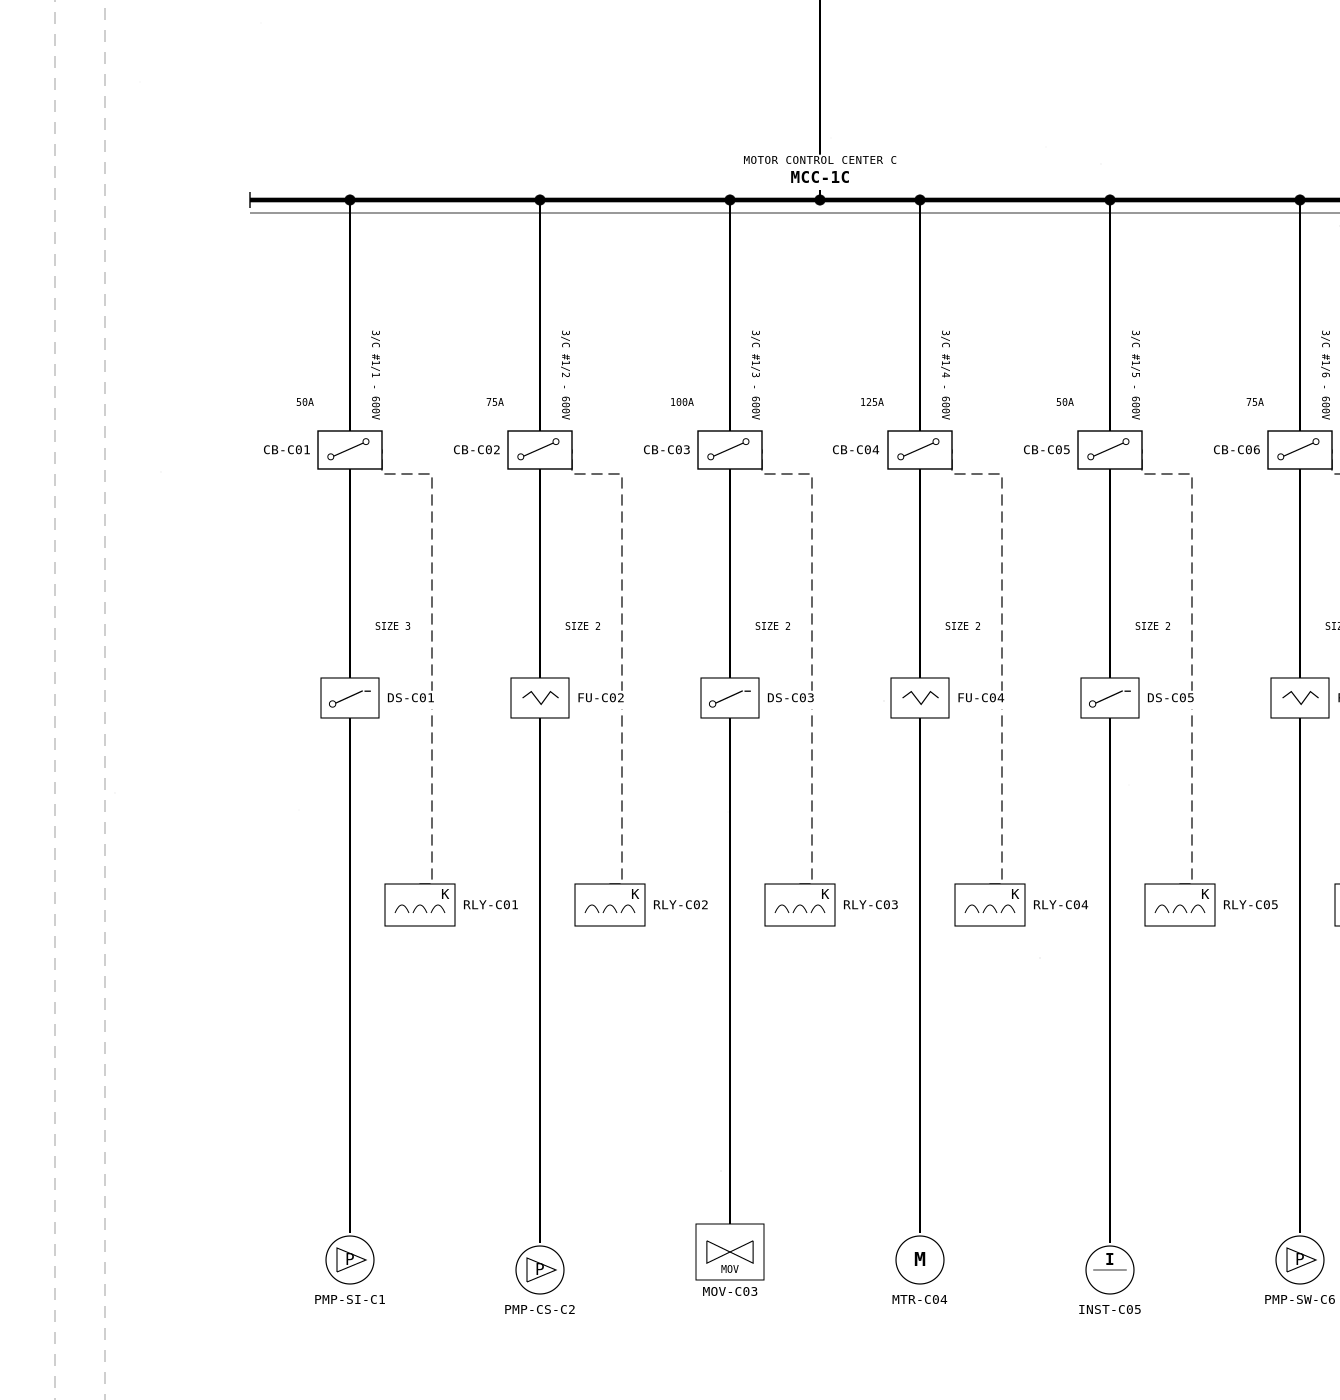 MOTOR CONTROL CENTER C
MCC-1C
3/C #1/1 - 600V
3/C #1/2 - 600V
3/C #1/3 - 600V
3/C #1/4 - 600V
3/C #1/5 - 600V
3/C #1/6 - 600V
50A
75A
100A
125A
50A
75A
CB-C01
CB-C02
CB-C03
CB-C04
CB-C05
CB-C06
SIZE 3
SIZE 2
SIZE 2
SIZE 2
SIZE 2
SIZ
DS-C01
FU-C02
DS-C03
FU-C04
DS-C05
K
RLY-C01
K
RLY-C02
K
RLY-C03
K
RLY-C04
K
RLY-C05
P
P
MOV
M
I
P
PMP-SI-C1
PMP-CS-C2
MOV-C03
MTR-C04
INST-C05
PMP-SW-C6